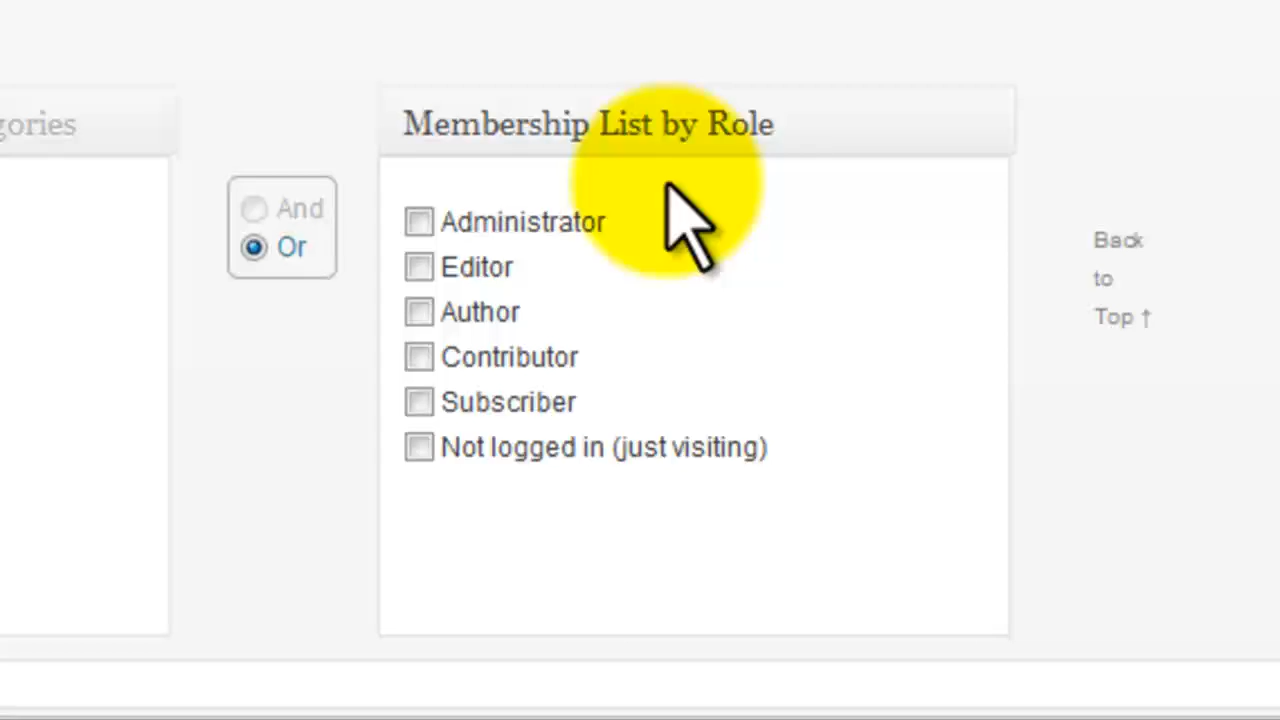 gories
And
Or
Membership List by Role
Administrator
Editor
Author
Contributor
Subscriber
Not logged in (just visiting)
Back
to
Top ↑